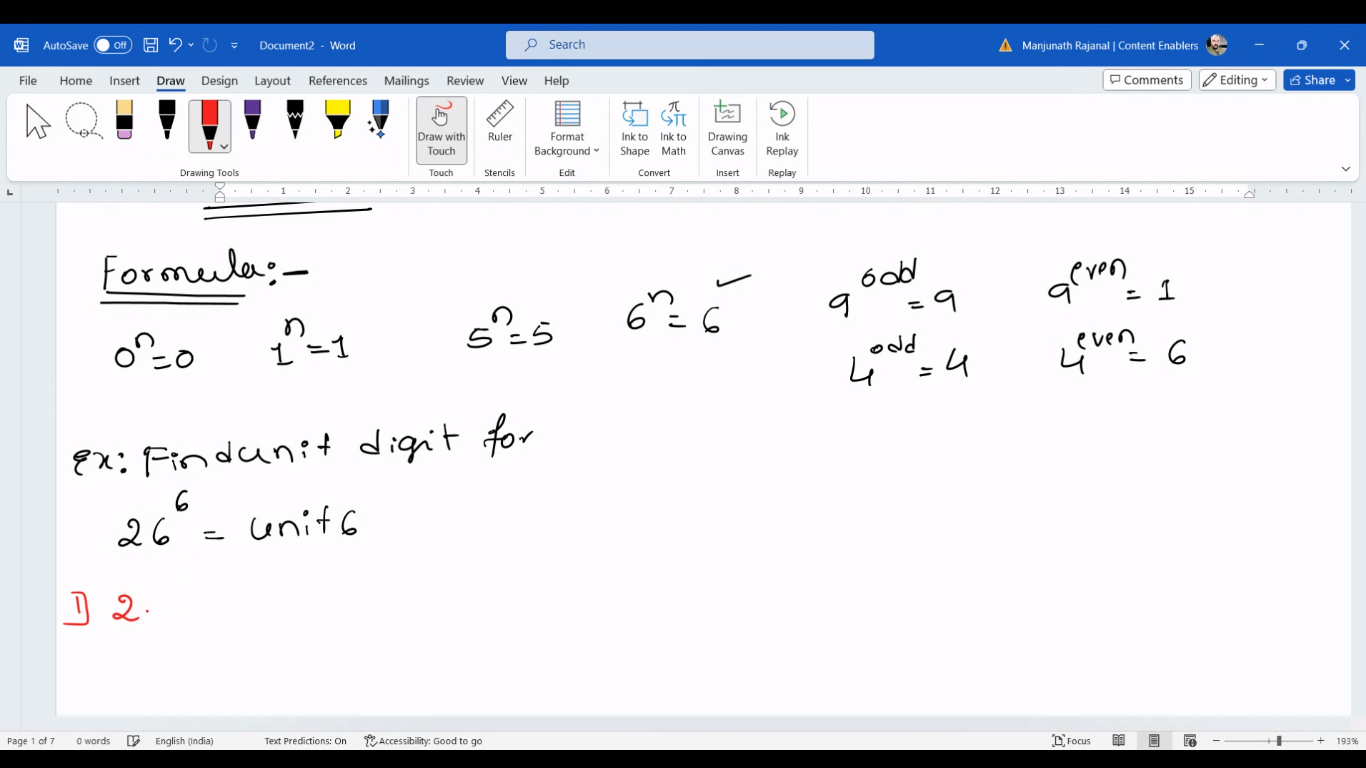 AutoSave Off Document2 - Word Search Manjunath Rajanal | Content Enablers
File Home Insert Draw Design Layout References Mailings Review View Help Comments Editing Share
Draw with Touch Ruler Format Background Ink to Shape Ink to Math Drawing Canvas Ink Replay
Drawing Tools Touch Stencils Edit Convert Insert Replay
1 2 3 4 5 6 7 8 9 10 11 12 13 14 15
Formula:-
0^n=0 1^n=1 5^n=5 6^n=6 9^odd=9 9^even=1
4^odd=4 4^even=6
Ex: Find unit digit for
26^6 = unit 6
1) 2.
Page 1 of 7 0 words English (India) Text Predictions: On Accessibility: Good to go Focus 193%